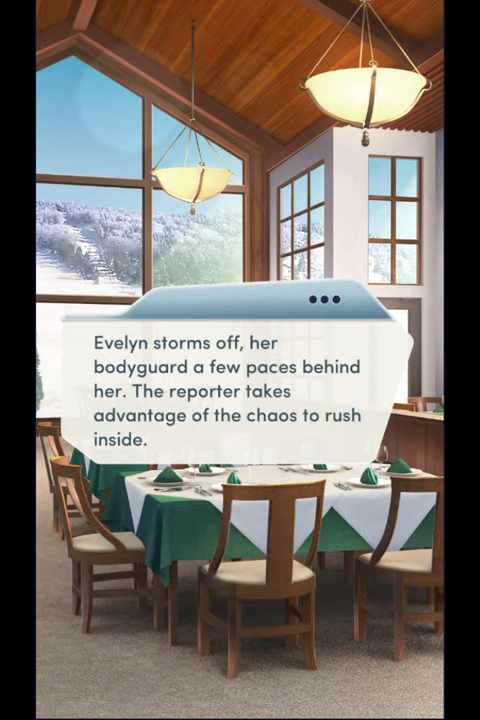 Evelyn storms off, her
bodyguard a few paces behind
her. The reporter takes
advantage of the chaos to rush
inside.